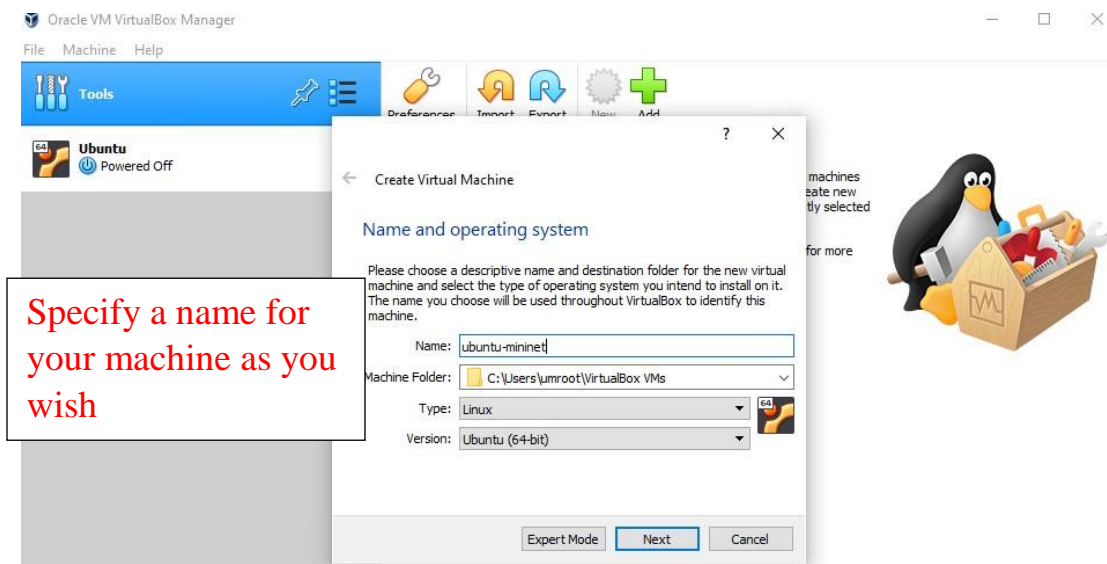 Oracle VM VirtualBox Manager
File Machine Help
Tools
Preferences Import Export New Add
64
Ubuntu
Powered Off
? ×
Create Virtual Machine
machines
eate new
tly selected
for more
Name and operating system
Please choose a descriptive name and destination folder for the new virtual
machine and select the type of operating system you intend to install on it.
The name you choose will be used throughout VirtualBox to identify this
machine.
Specify a name for
your machine as you
wish
Name: ubuntu-mininet
Machine Folder: C:\Users\umroot\VirtualBox VMs
Type: Linux
64
Version: Ubuntu (64-bit)
Expert Mode Next Cancel